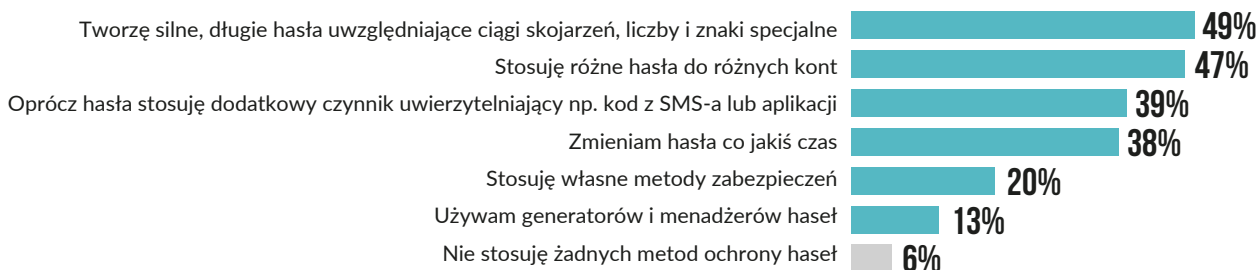 Tworzę silne, długie hasła uwzględniające ciągi skojarzeń, liczby i znaki specjalne 49%
Stosuję różne hasła do różnych kont 47%
Oprócz hasła stosuję dodatkowy czynnik uwierzytelniający np. kod z SMS-a lub aplikacji 39%
Zmieniam hasła co jakiś czas 38%
Stosuję własne metody zabezpieczeń 20%
Używam generatorów i menadżerów haseł 13%
Nie stosuję żadnych metod ochrony haseł 6%